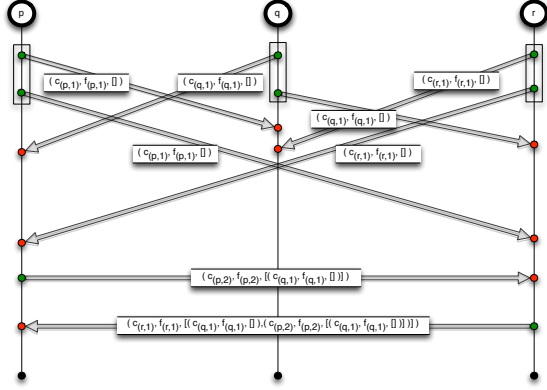 p q r
( c(p,1), f(p,1), [] ) ( c(q,1), f(q,1), [] ) ( c(r,1), f(r,1), [] )
( c(q,1), f(q,1), [] )
( c(p,1), f(p,1), [] ) ( c(r,1), f(r,1), [] )
( c(p,2), f(p,2), [( c(q,1), f(q,1), [] )] )
( c(r,1), f(r,1), [( c(q,1), f(q,1), [] ),( c(p,2), f(p,2), [( c(q,1), f(q,1), [] )] )] )